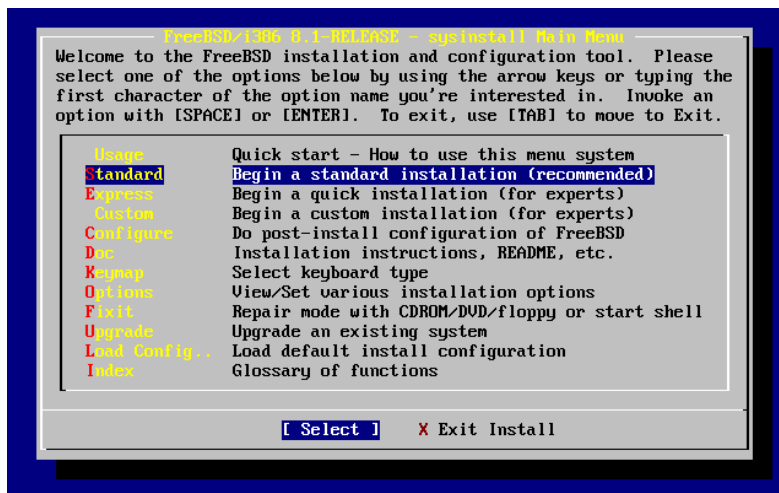 FreeBSD/i386 8.1-RELEASE - sysinstall Main Menu
Welcome to the FreeBSD installation and configuration tool.  Please
select one of the options below by using the arrow keys or typing the
first character of the option name you're interested in.  Invoke an
option with [SPACE] or [ENTER].  To exit, use [TAB] to move to Exit.
Usage Quick start - How to use this menu system
Standard Begin a standard installation (recommended)
Express Begin a quick installation (for experts)
Custom Begin a custom installation (for experts)
Configure Do post-install configuration of FreeBSD
Doc Installation instructions, README, etc.
Keymap Select keyboard type
Options View/Set various installation options
Fixit Repair mode with CDROM/DVD/floppy or start shell
Upgrade Upgrade an existing system
Load Config.. Load default install configuration
Index Glossary of functions
[ Select ] X Exit Install